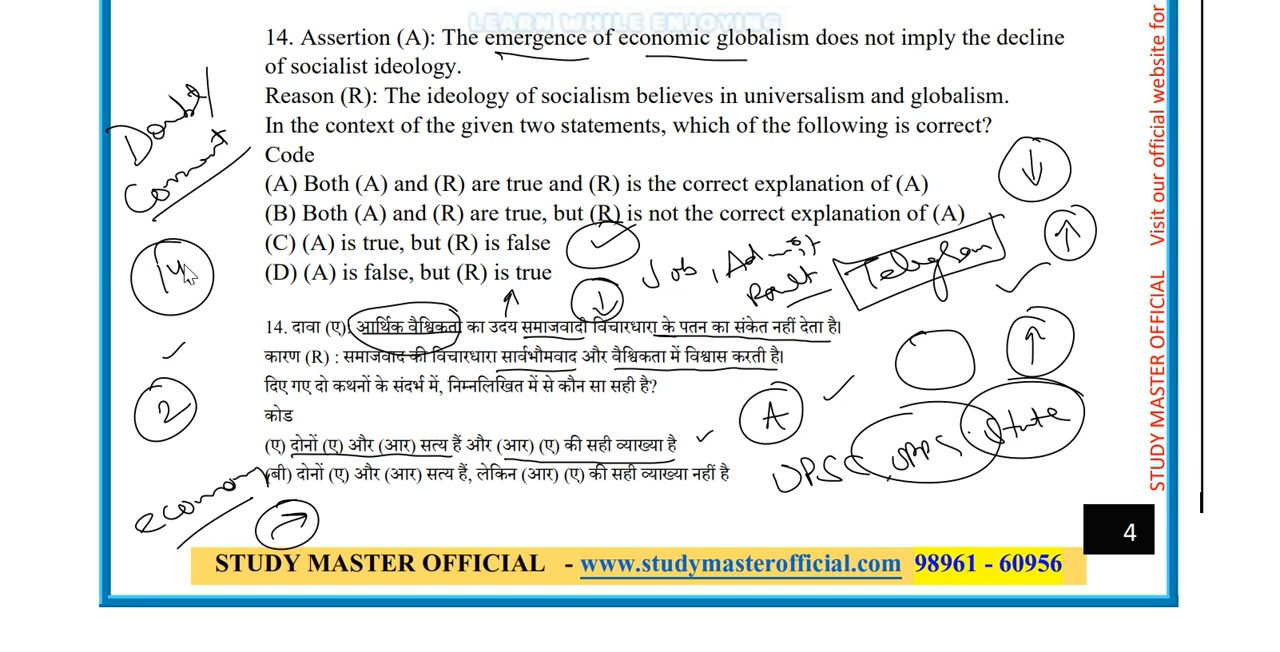 LEARN WHILE ENJOYING
14. Assertion (A): The emergence of economic globalism does not imply the decline
of socialist ideology.
Reason (R): The ideology of socialism believes in universalism and globalism.
In the context of the given two statements, which of the following is correct?
Code
(A) Both (A) and (R) are true and (R) is the correct explanation of (A)
(B) Both (A) and (R) are true, but (R) is not the correct explanation of (A)
(C) (A) is true, but (R) is false
(D) (A) is false, but (R) is true
Job, Admit
Result
Telegram
14
14. दावा (ए): आर्थिक वैश्विकता का उदय समाजवादी विचारधारा के पतन का संकेत नहीं देता है।
कारण (R) : समाजवाद की विचारधारा सार्वभौमवाद और वैश्विकता में विश्वास करती है।
दिए गए दो कथनों के संदर्भ में, निम्नलिखित में से कौन सा सही है?
कोड
(ए) दोनों (ए) और (आर) सत्य हैं और (आर) (ए) की सही व्याख्या है
(बी) दोनों (ए) और (आर) सत्य हैं, लेकिन (आर) (ए) की सही व्याख्या नहीं है
2
A
UPSC
State
economy
4
STUDY MASTER OFFICIAL - www.studymasterofficial.com 98961 - 60956
STUDY MASTER OFFICIAL Visit our official website for